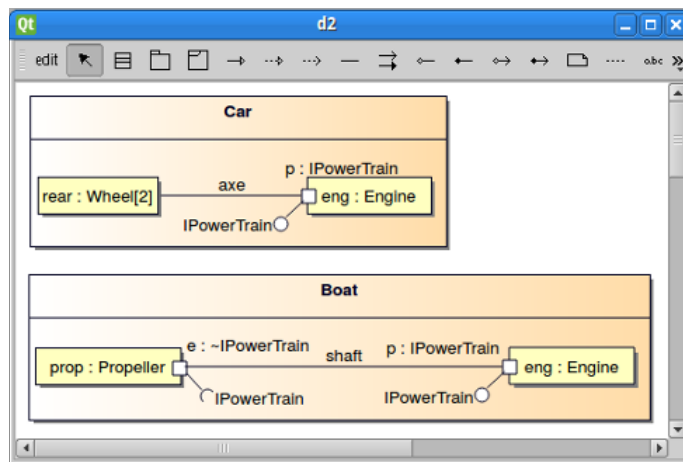 Qt d2
edit abc
Car
p : IPowerTrain
rear : Wheel[2] axe eng : Engine
IPowerTrain
Boat
e : ~IPowerTrain shaft p : IPowerTrain
prop : Propeller eng : Engine
IPowerTrain IPowerTrain